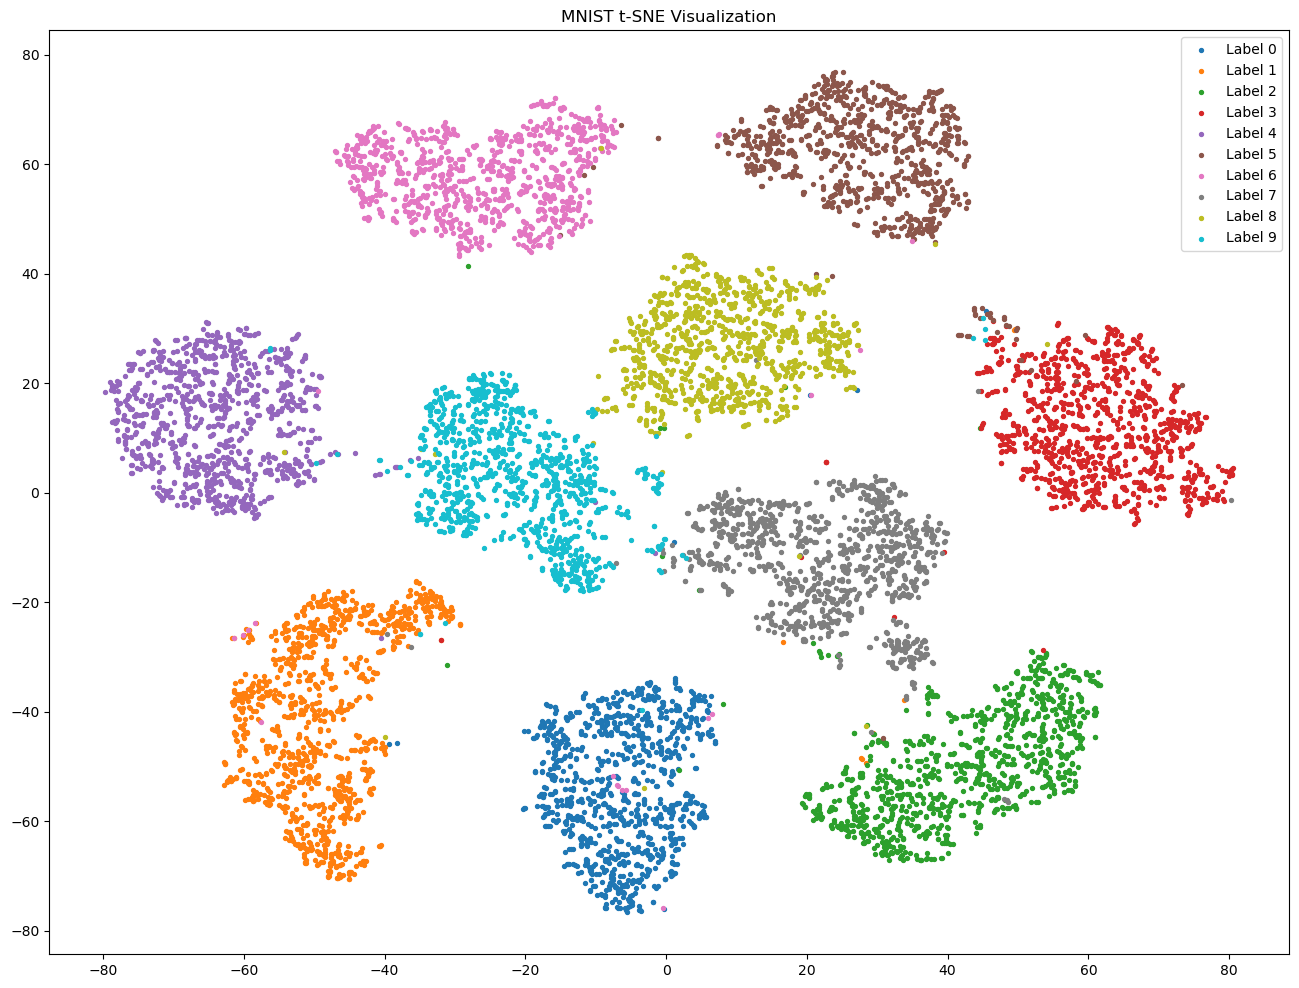 MNIST t-SNE Visualization
Label 0
Label 1
Label 2
Label 3
Label 4
Label 5
Label 6
Label 7
Label 8
Label 9
80
60
40
20
0
−20
−40
−60
−80
−80 −60 −40 −20 0 20 40 60 80